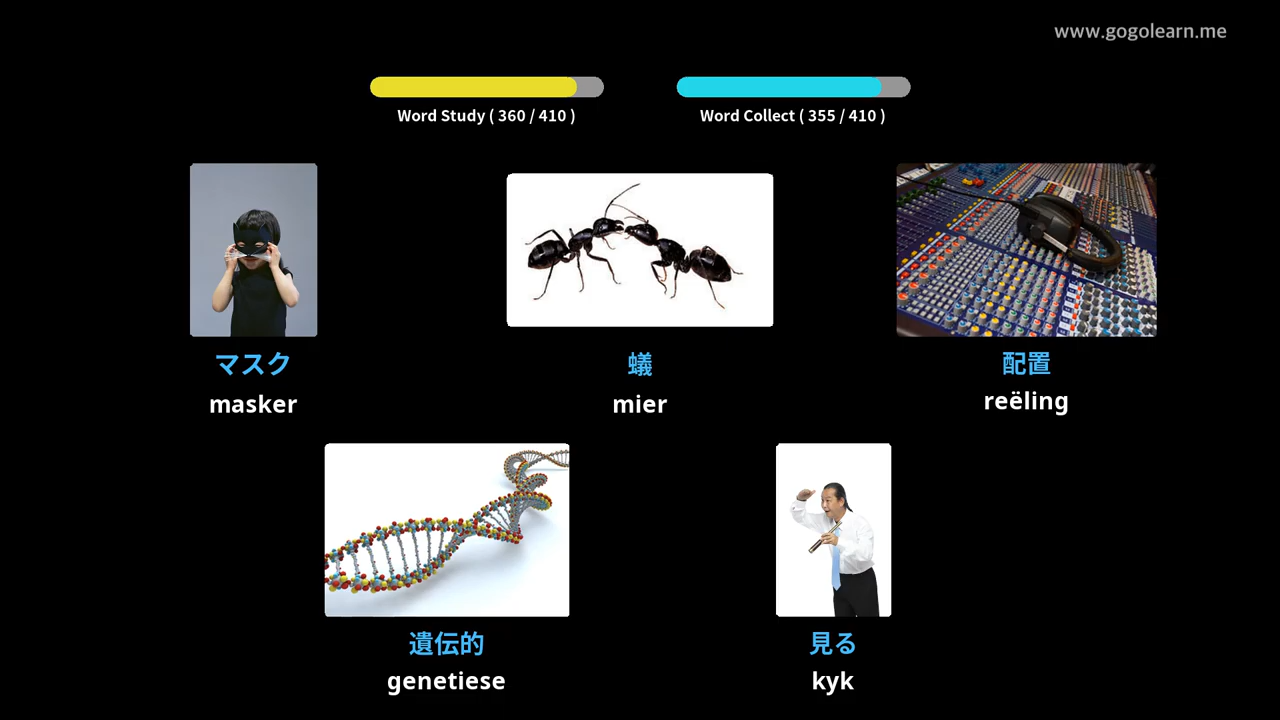 www.gogolearn.me
Word Study ( 360 / 410 )
Word Collect ( 355 / 410 )
マスク
masker
蟻
mier
配置
reëling
遺伝的
genetiese
見る
kyk